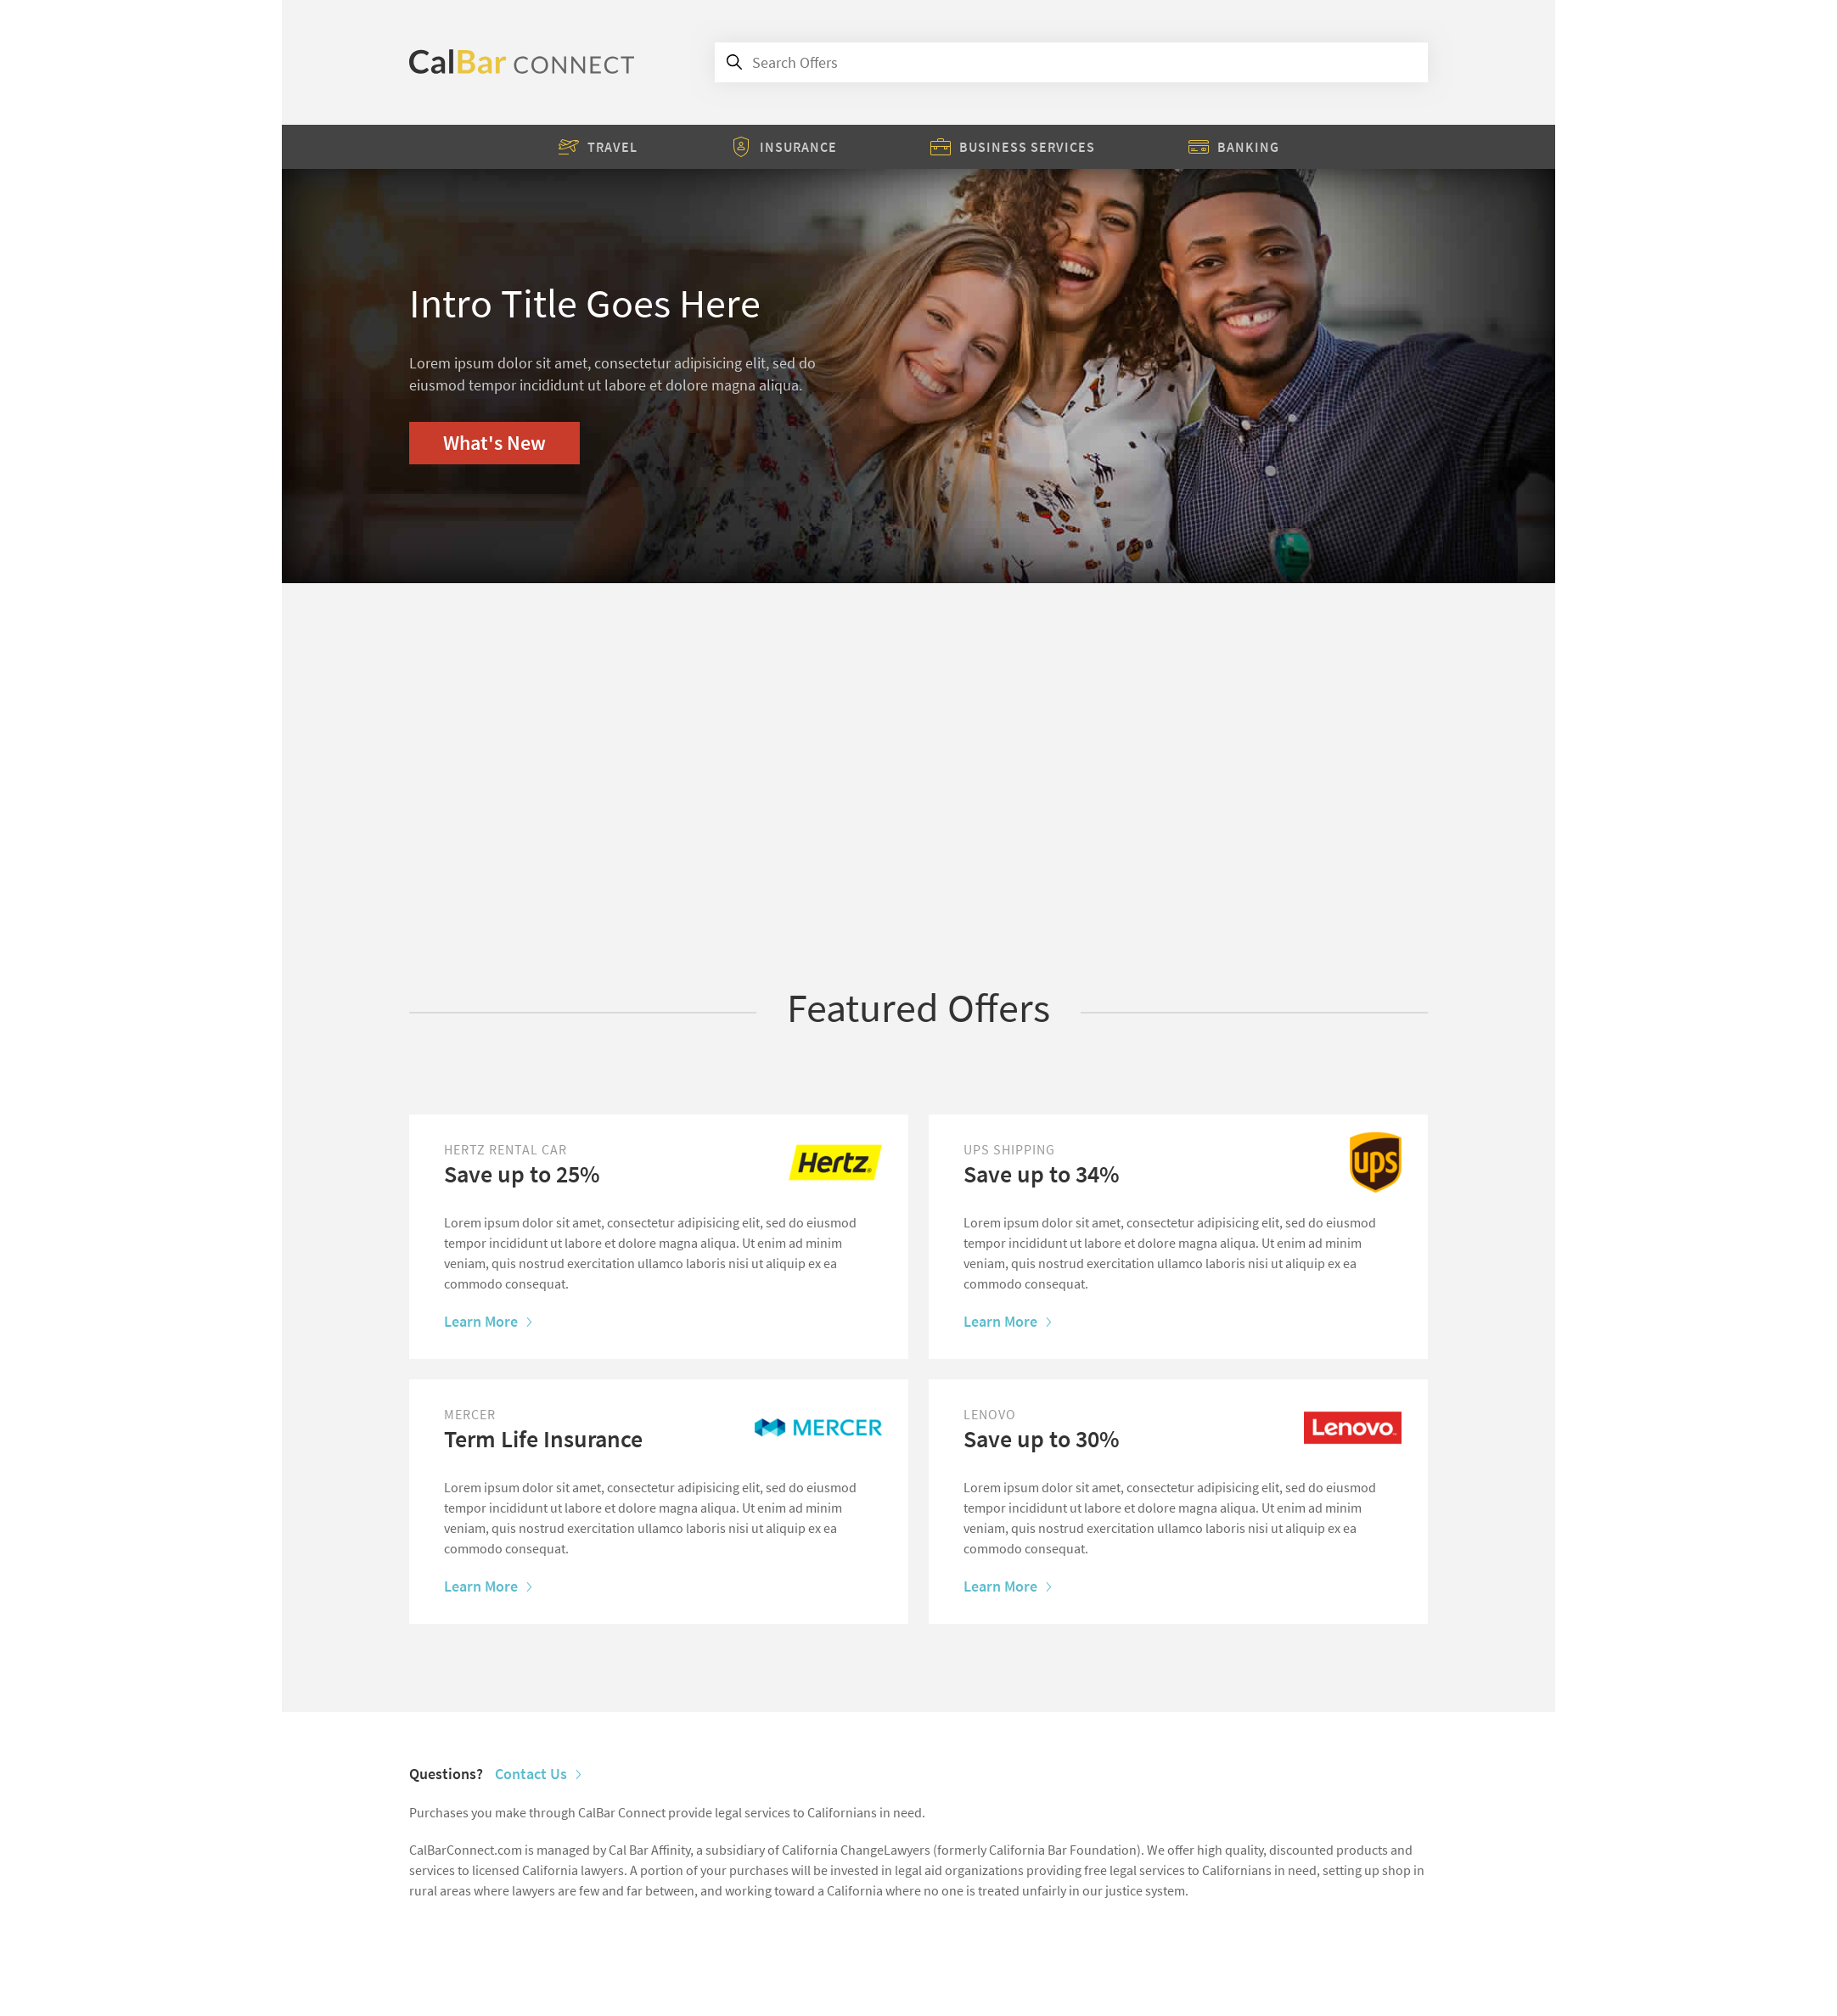 CalBar CONNECT
Search Offers
TRAVEL
INSURANCE
BUSINESS SERVICES
BANKING
Intro Title Goes Here
Lorem ipsum dolor sit amet, consectetur adipisicing elit, sed do
eiusmod tempor incididunt ut labore et dolore magna aliqua.
What's New
Featured Offers
HERTZ RENTAL CAR
Save up to 25%
Hertz
Lorem ipsum dolor sit amet, consectetur adipisicing elit, sed do eiusmod
tempor incididunt ut labore et dolore magna aliqua. Ut enim ad minim
veniam, quis nostrud exercitation ullamco laboris nisi ut aliquip ex ea
commodo consequat.
Learn More
UPS SHIPPING
Save up to 34%
ups
Lorem ipsum dolor sit amet, consectetur adipisicing elit, sed do eiusmod
tempor incididunt ut labore et dolore magna aliqua. Ut enim ad minim
veniam, quis nostrud exercitation ullamco laboris nisi ut aliquip ex ea
commodo consequat.
Learn More
MERCER
Term Life Insurance
MERCER
Lorem ipsum dolor sit amet, consectetur adipisicing elit, sed do eiusmod
tempor incididunt ut labore et dolore magna aliqua. Ut enim ad minim
veniam, quis nostrud exercitation ullamco laboris nisi ut aliquip ex ea
commodo consequat.
Learn More
LENOVO
Save up to 30%
Lenovo
Lorem ipsum dolor sit amet, consectetur adipisicing elit, sed do eiusmod
tempor incididunt ut labore et dolore magna aliqua. Ut enim ad minim
veniam, quis nostrud exercitation ullamco laboris nisi ut aliquip ex ea
commodo consequat.
Learn More
Questions? Contact Us
Purchases you make through CalBar Connect provide legal services to Californians in need.
CalBarConnect.com is managed by Cal Bar Affinity, a subsidiary of California ChangeLawyers (formerly California Bar Foundation). We offer high quality, discounted products and
services to licensed California lawyers. A portion of your purchases will be invested in legal aid organizations providing free legal services to Californians in need, setting up shop in
rural areas where lawyers are few and far between, and working toward a California where no one is treated unfairly in our justice system.